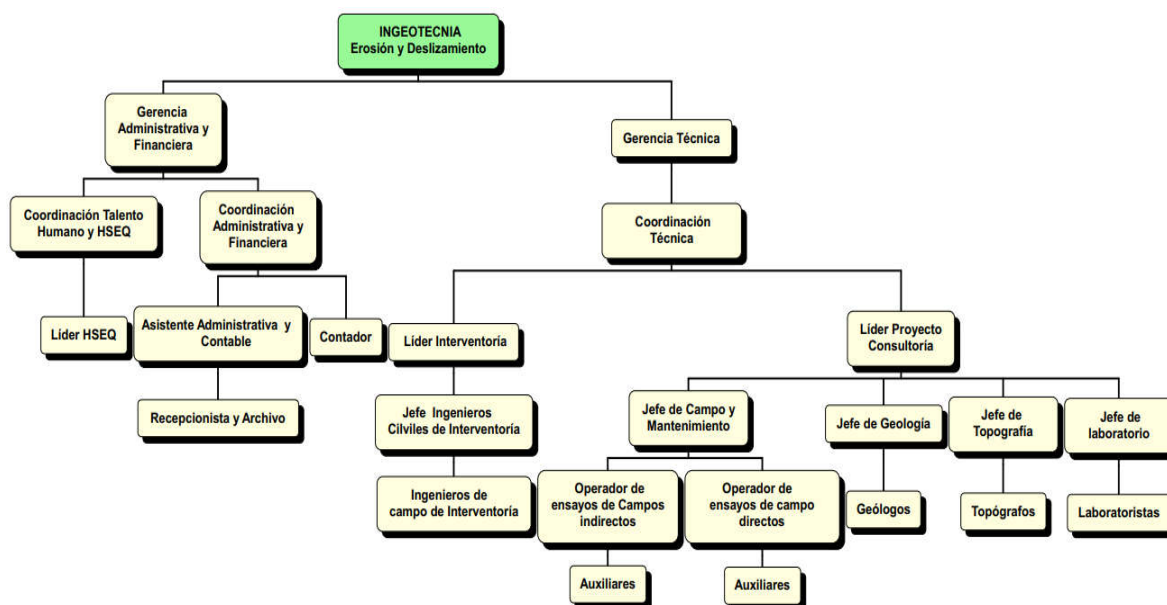 INGEOTECNIA
Erosión y Deslizamiento
Gerencia
Administrativa y
Financiera
Gerencia Técnica
Coordinación Talento
Humano y HSEQ
Coordinación
Administrativa y
Financiera
Coordinación
Técnica
Líder HSEQ
Asistente Administrativa y
Contable
Contador
Líder Interventoría
Líder Proyecto
Consultoría
Recepcionista y Archivo
Jefe Ingenieros
Cilviles de Interventoría
Jefe de Campo y
Mantenimiento
Jefe de Geología
Jefe de
Topografía
Jefe de
laboratorio
Ingenieros de
campo de Interventoría
Operador de
ensayos de Campos
indirectos
Operador de
ensayos de campo
directos
Geólogos
Topógrafos
Laboratoristas
Auxiliares
Auxiliares